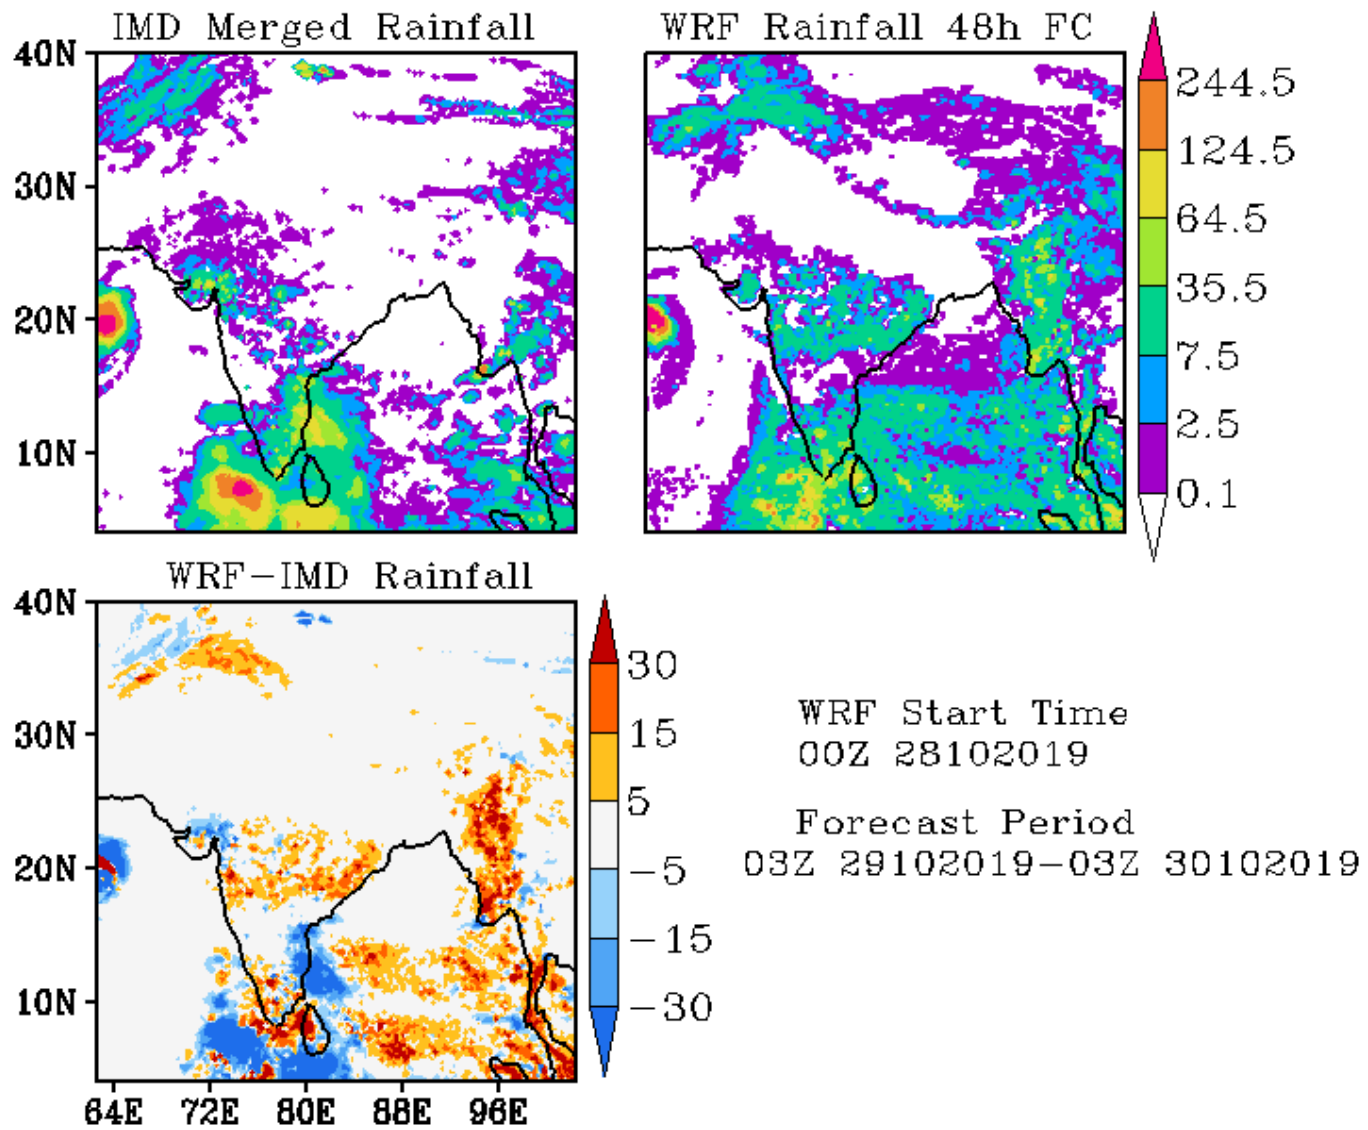 IMD Merged Rainfall
WRF Rainfall 48h FC
40N
30N
20N
10N
244.5
124.5
64.5
35.5
7.5
2.5
0.1
WRF-IMD Rainfall
40N
30N
20N
10N
64E 72E 80E 88E 96E
30
15
5
-5
-15
-30
WRF Start Time
00Z 28102019
Forecast Period
03Z 29102019-03Z 30102019